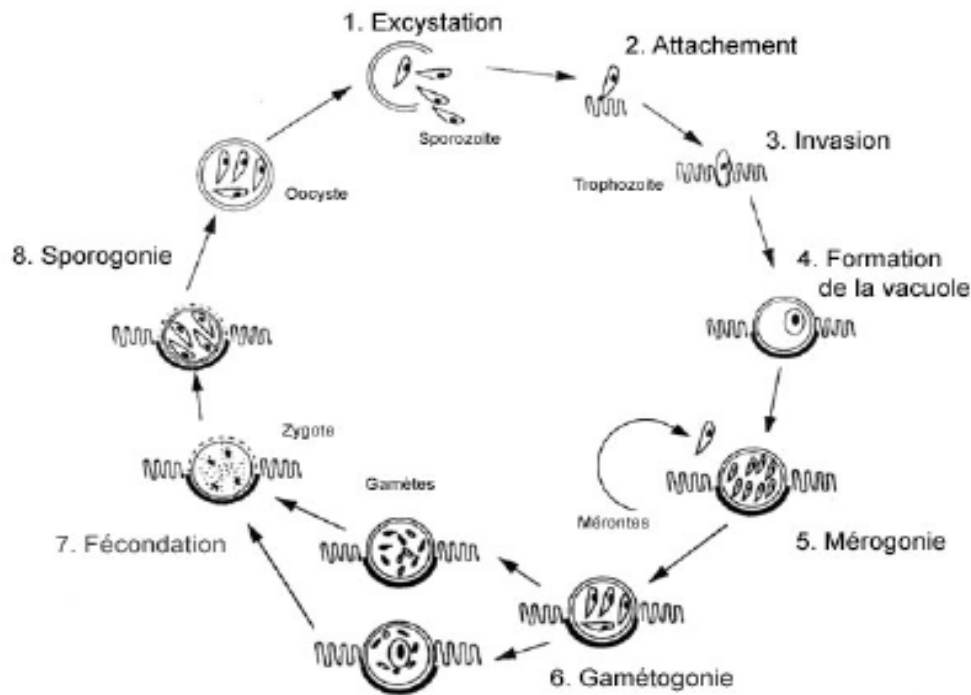 1. Excystation
2. Attachement
Sporozoïte
3. Invasion
Trophozoïte
Oocyste
8. Sporogonie
4. Formation
de la vacuole
Zygote
Gamètes
Mérontes
7. Fécondation
5. Mérogonie
6. Gamétogonie